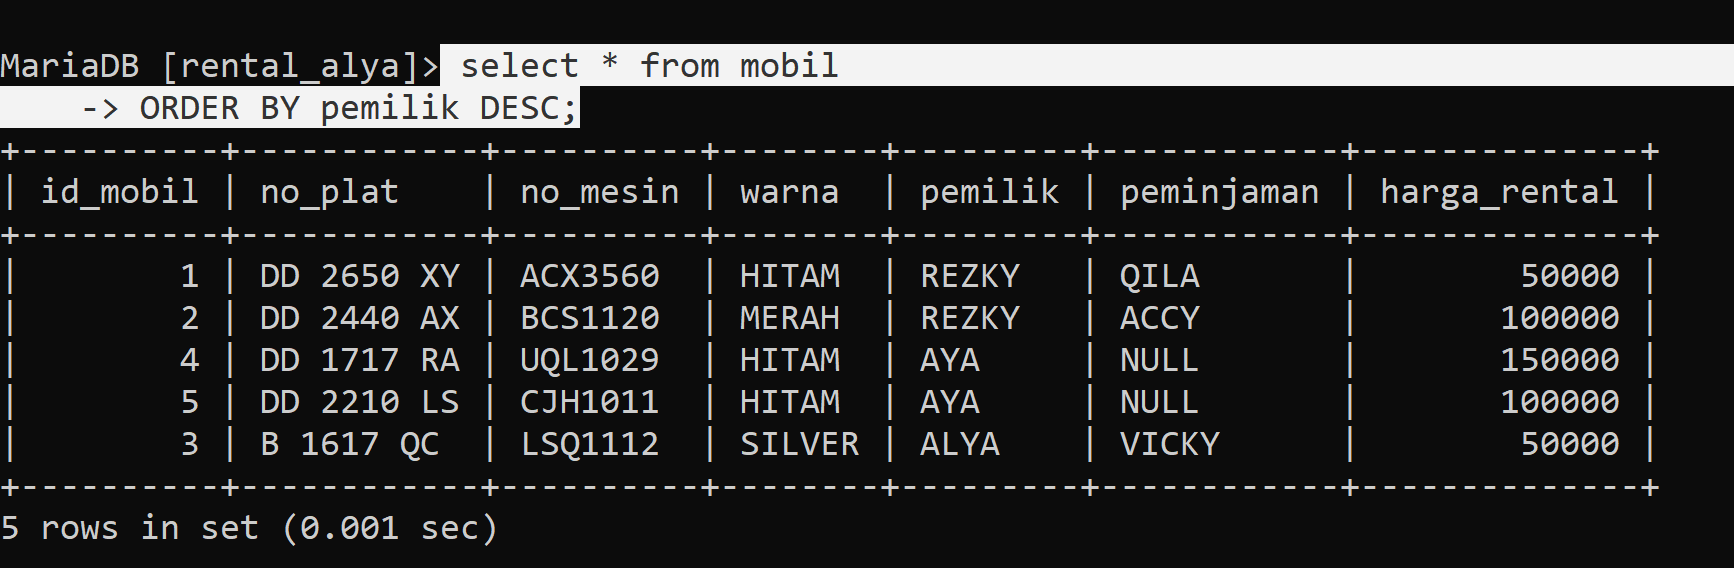 MariaDB [rental_alya]> select * from mobil
    -> ORDER BY pemilik DESC;
+----------+------------+----------+--------+---------+------------+--------------+
| id_mobil | no_plat    | no_mesin | warna  | pemilik | peminjaman | harga_rental |
+----------+------------+----------+--------+---------+------------+--------------+
|        1 | DD 2650 XY | ACX3560  | HITAM  | REZKY   | QILA       |        50000 |
|        2 | DD 2440 AX | BCS1120  | MERAH  | REZKY   | ACCY       |       100000 |
|        4 | DD 1717 RA | UQL1029  | HITAM  | AYA     | NULL       |       150000 |
|        5 | DD 2210 LS | CJH1011  | HITAM  | AYA     | NULL       |       100000 |
|        3 | B 1617 QC  | LSQ1112  | SILVER | ALYA    | VICKY      |        50000 |
+----------+------------+----------+--------+---------+------------+--------------+
5 rows in set (0.001 sec)